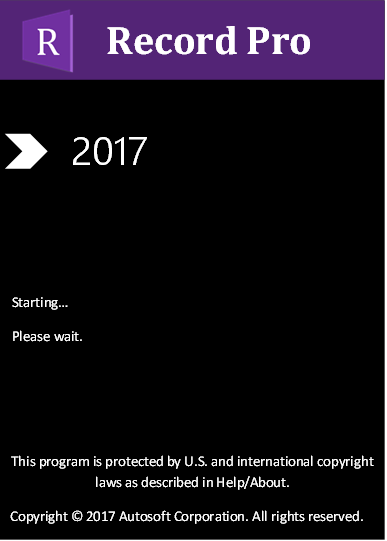 R Record Pro
2017
Starting...
Please wait.
This program is protected by U.S. and international copyright
laws as described in Help/About.
Copyright © 2017 Autosoft Corporation. All rights reserved.